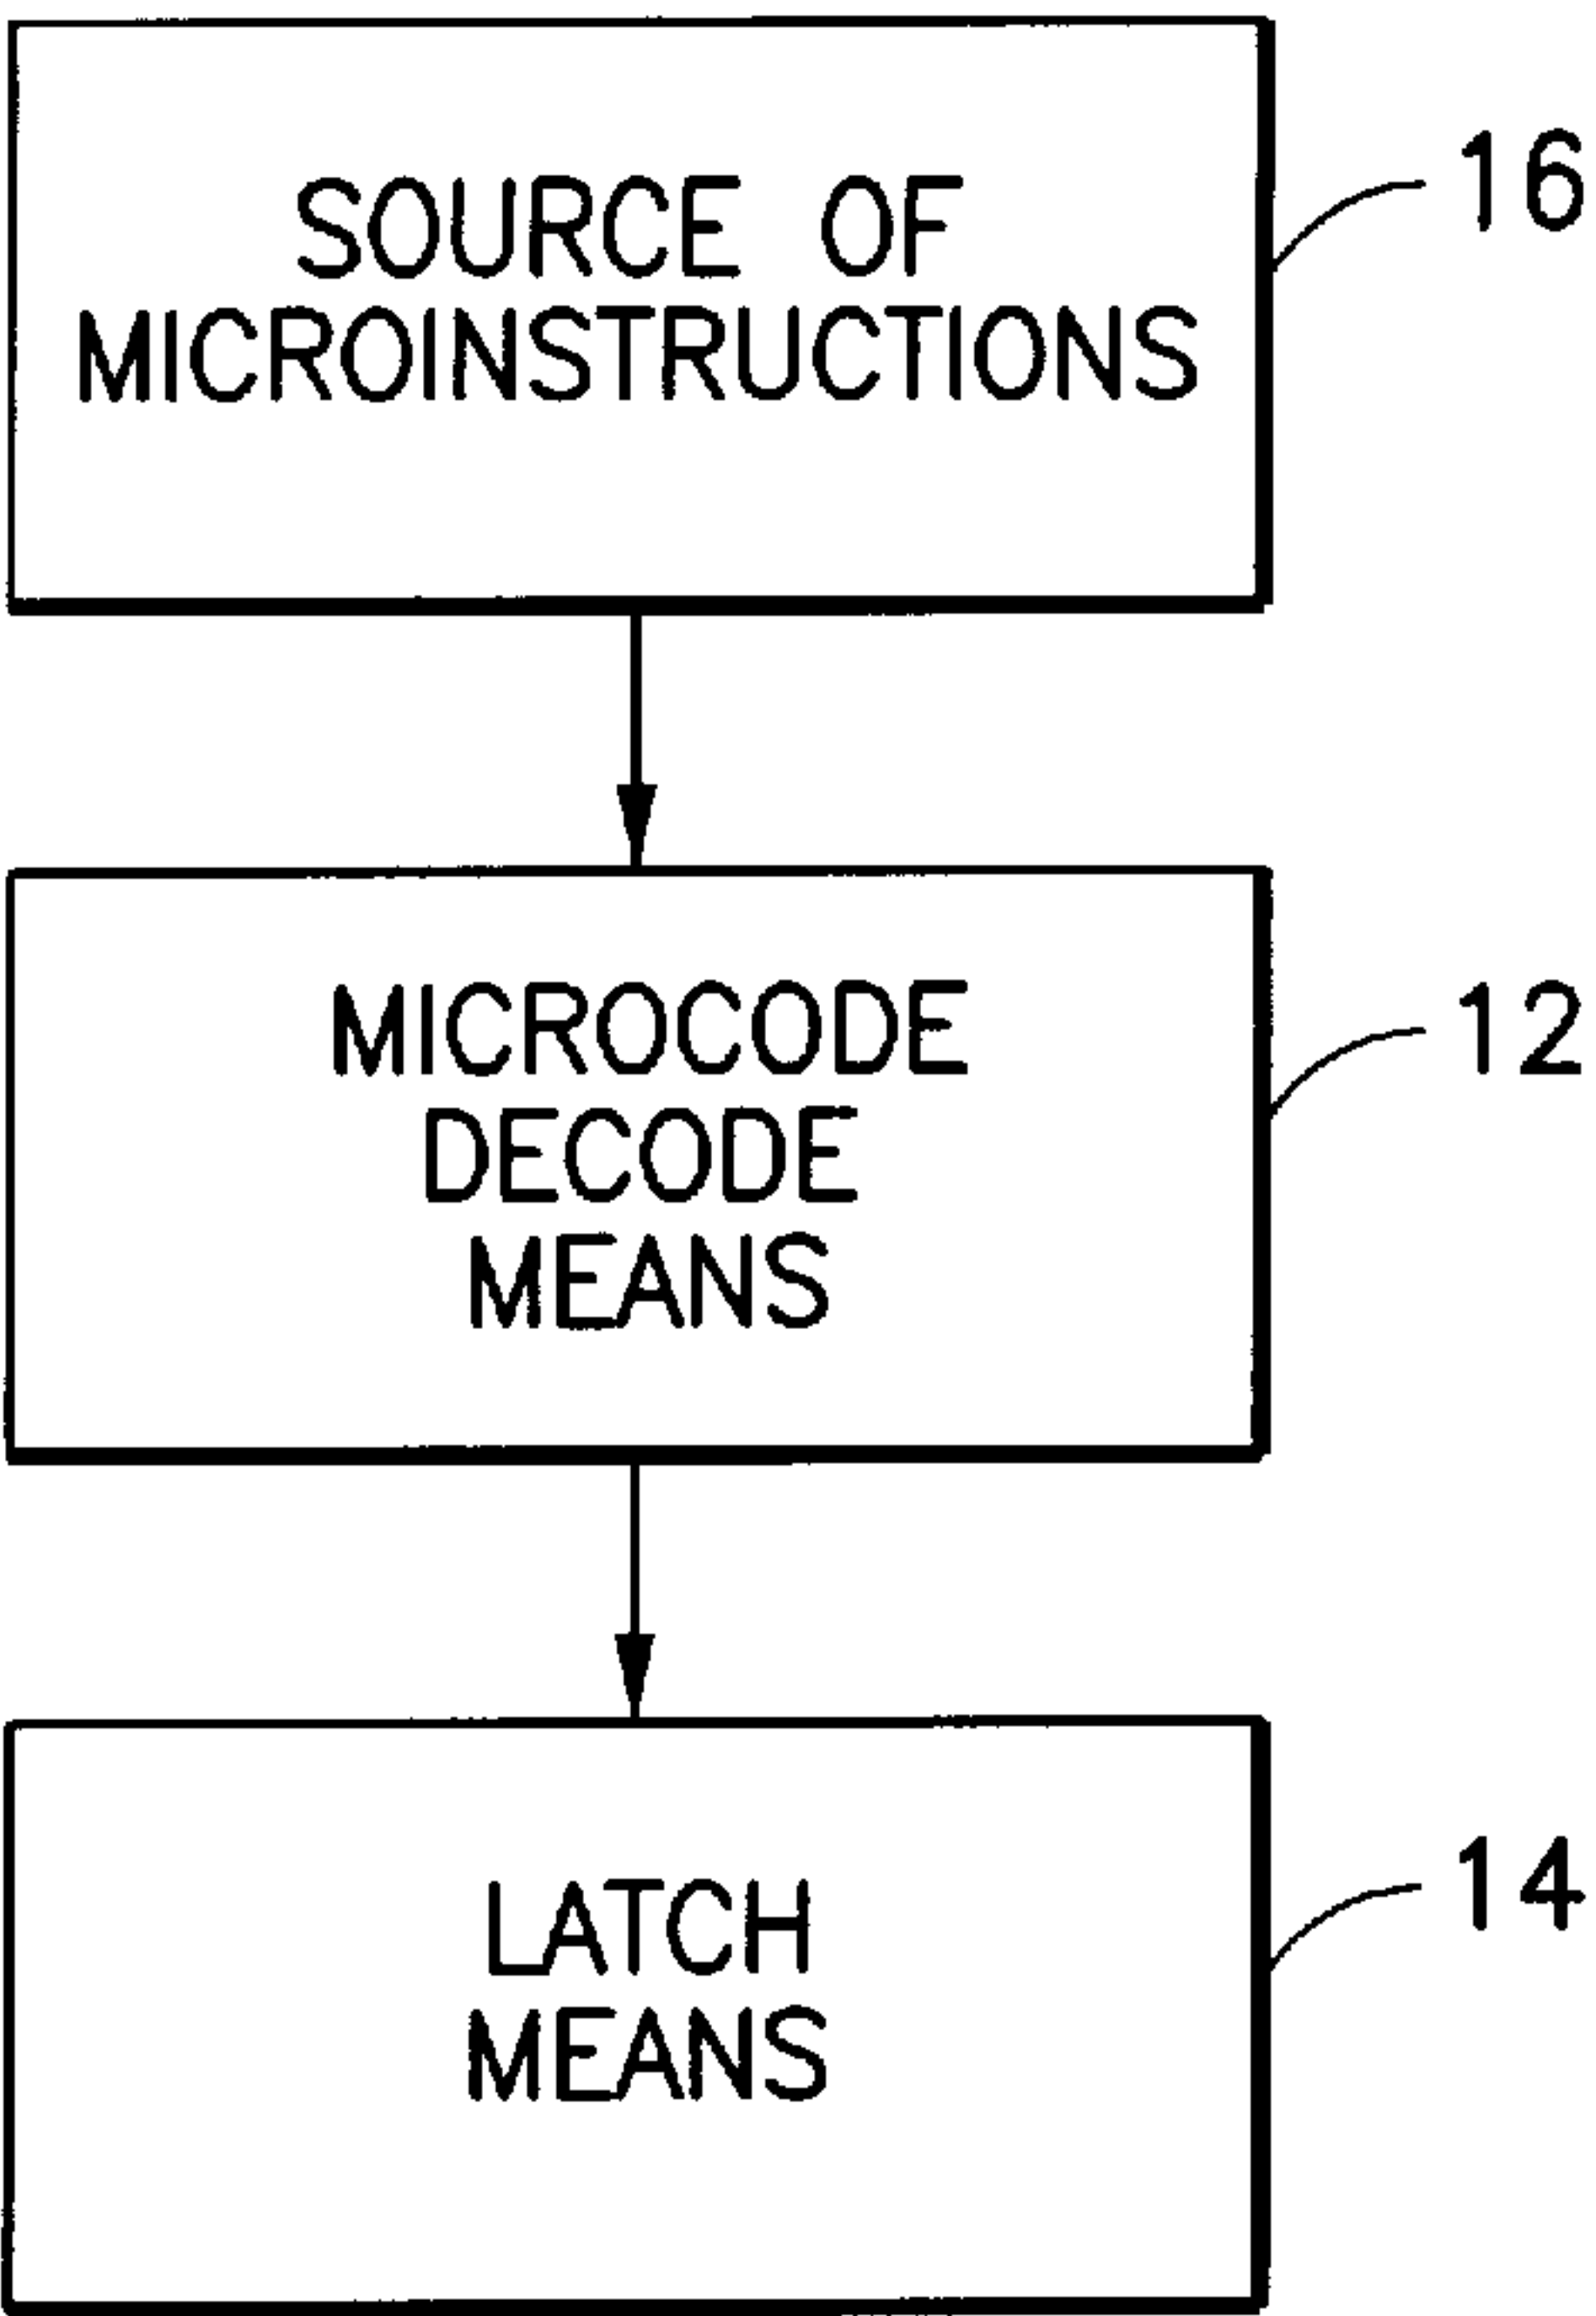 SOURCE OF
MICROINSTRUCTIONS
16
MICROCODE
DECODE
MEANS
12
LATCH
MEANS
14